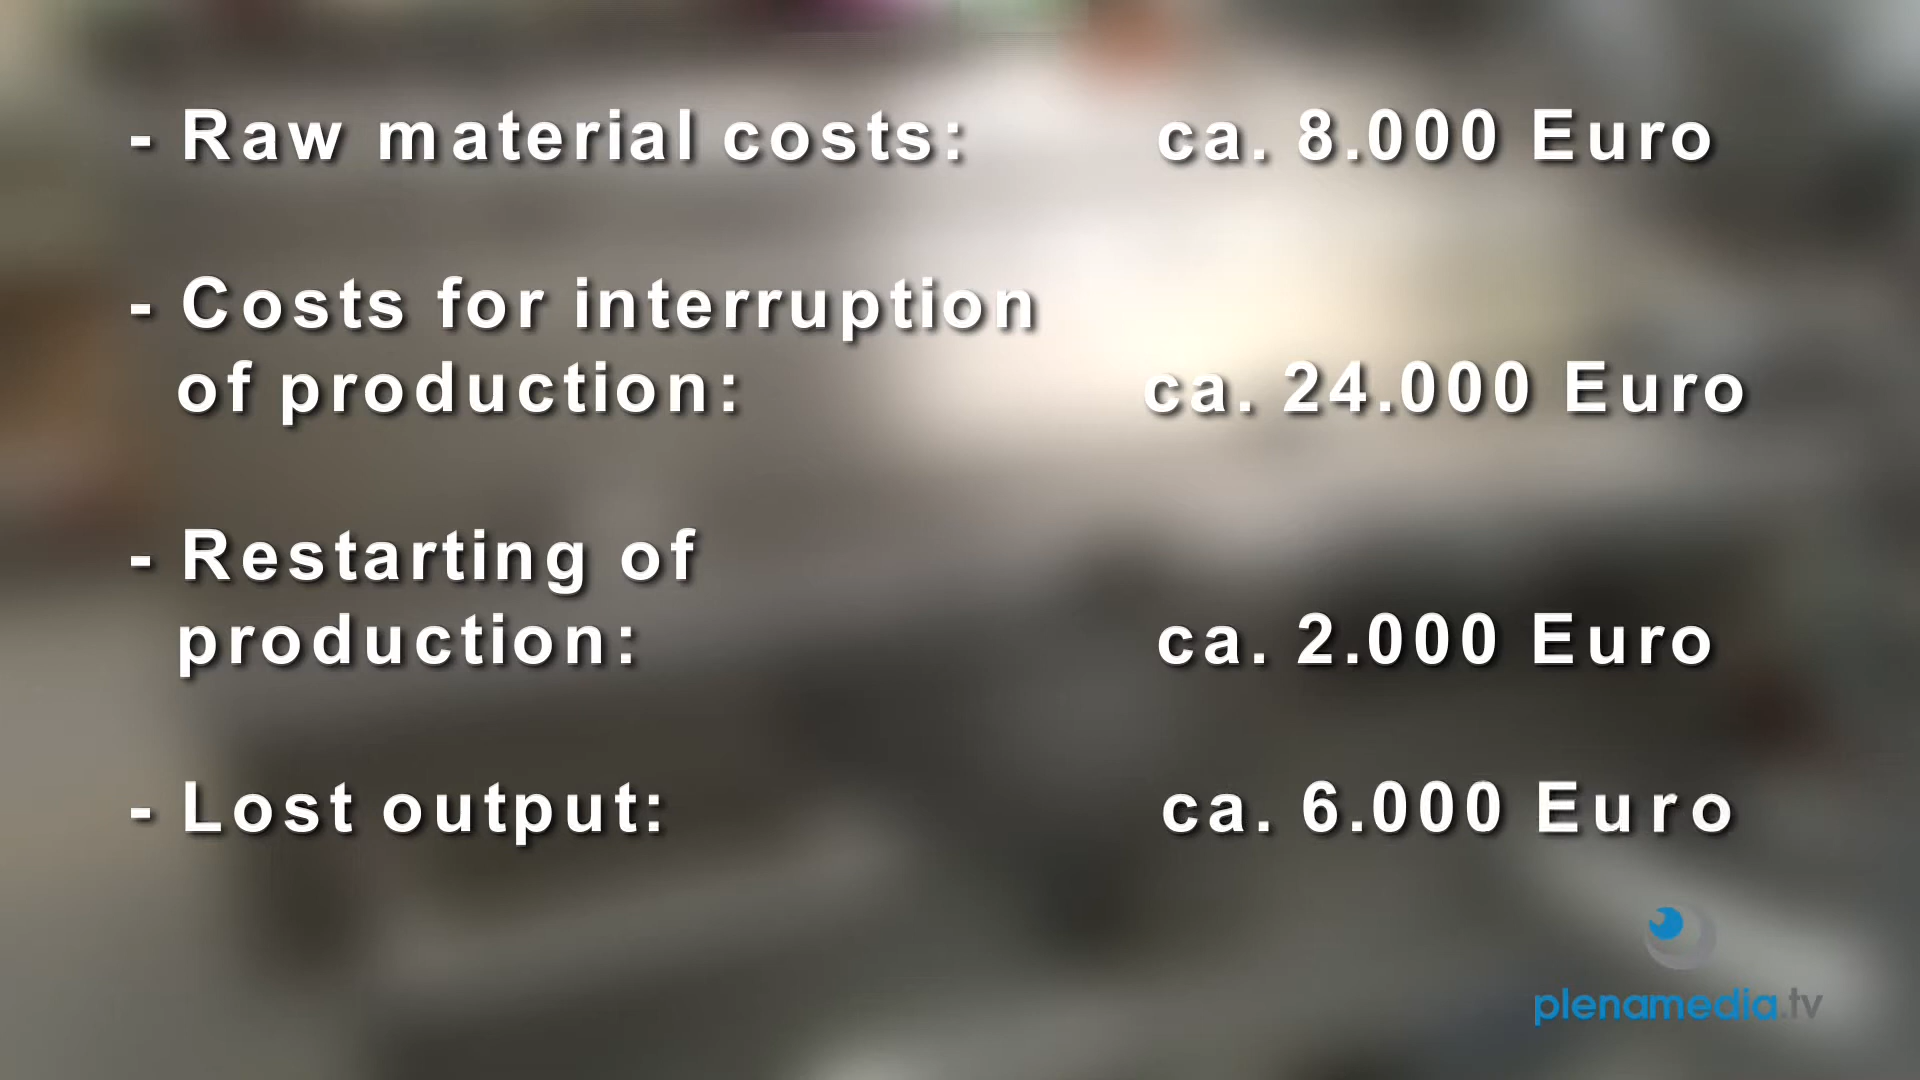 - Raw material costs: ca. 8.000 Euro
- Costs for interruption
of production: ca. 24.000 Euro
- Restarting of
production: ca. 2.000 Euro
- Lost output: ca. 6.000 Euro
plenamedia.tv